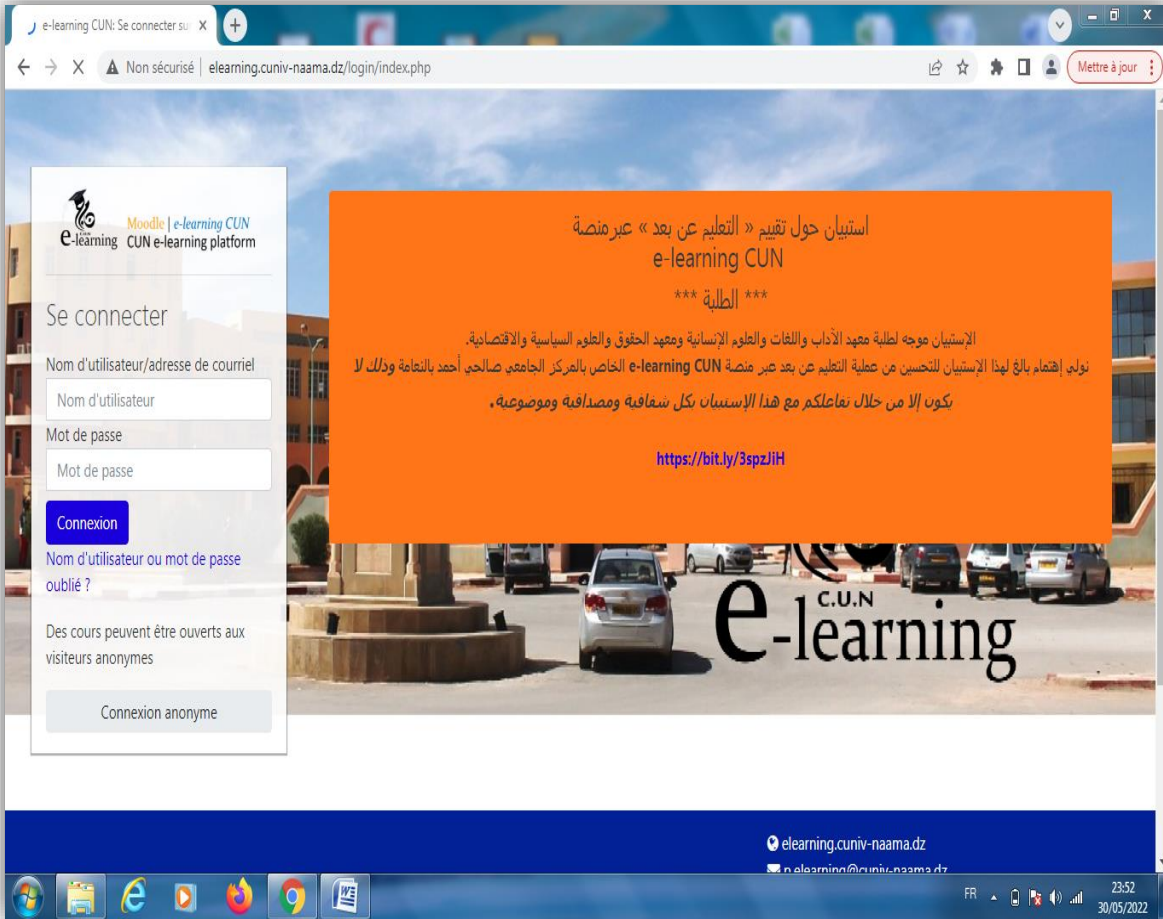 e-learning CUN: Se connecter su
Non sécurisé | elearning.cuniv-naama.dz/login/index.php
Mettre à jour
e-learning
Moodle | e-learning CUN
CUN e-learning platform
Se connecter
Nom d'utilisateur/adresse de courriel
Nom d'utilisateur
Mot de passe
Mot de passe
Connexion
Nom d'utilisateur ou mot de passe
oublié ?
Des cours peuvent être ouverts aux
visiteurs anonymes
Connexion anonyme
استبيان حول تقييم « التعليم عن بعد » عبر منصة
e-learning CUN
*** الطلبة ***
الإستبيان موجه لطلبة معهد الأداب واللغات والعلوم الإنسانية ومعهد الحقوق والعلوم السياسية والاقتصادية.
نولي إهتمام بالغ لهذا الإستبيان للتحسين من عملية التعليم عن بعد عبر منصة e-learning CUN الخاص بالمركز الجامعي صالحي أحمد بالنعامة وذلك لا
يكون إلا من خلال تفاعلكم مع هذا الإستبيان بكل شفافية ومصداقية وموضوعية.
https://bit.ly/3spzJiH
C.U.N
e-learning
elearning.cuniv-naama.dz
p.elearning@cuniv-naama.dz
FR
23:52
30/05/2022